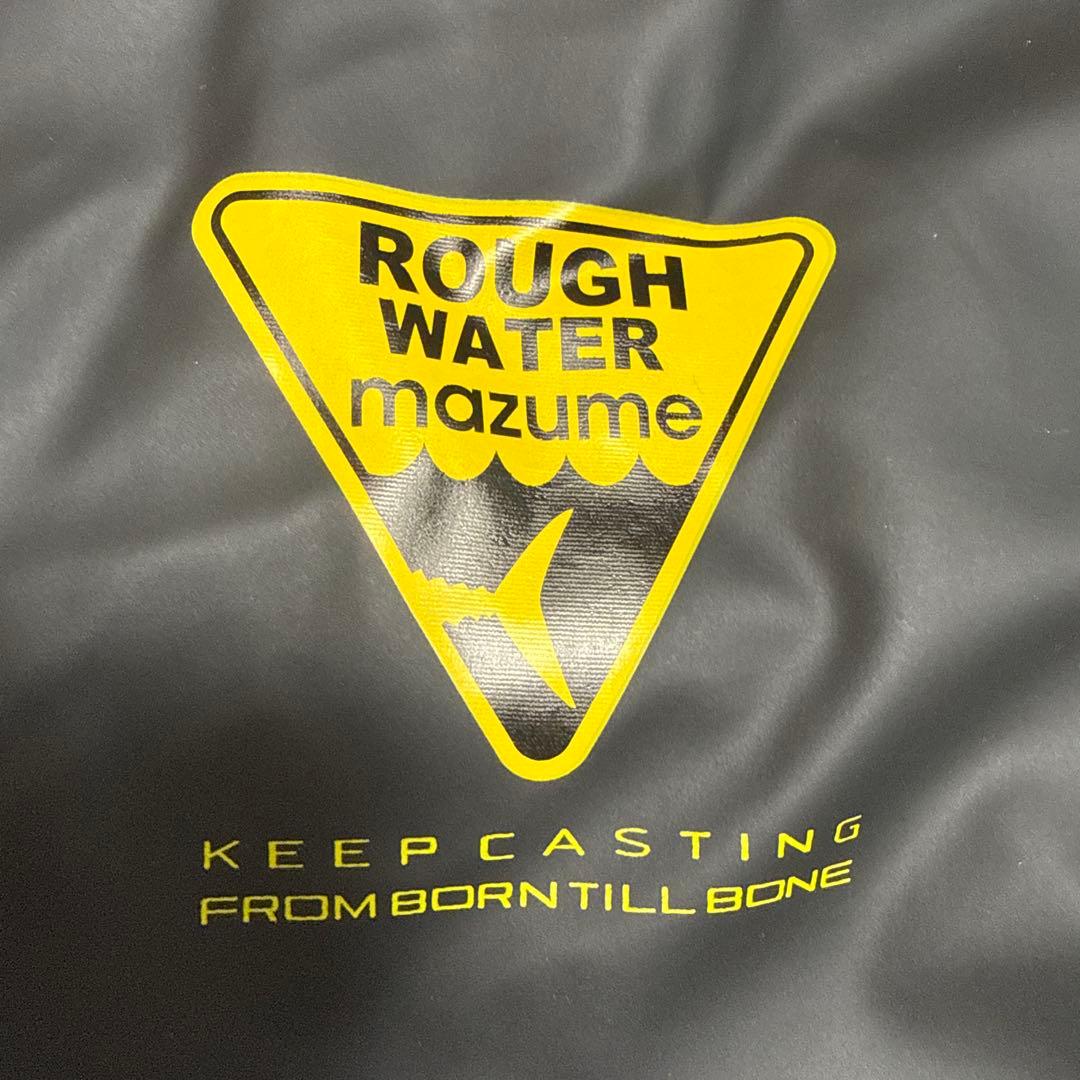 ROUGH
WATER
mazume
KEEP CASTING
FROM BORN TILL BONE